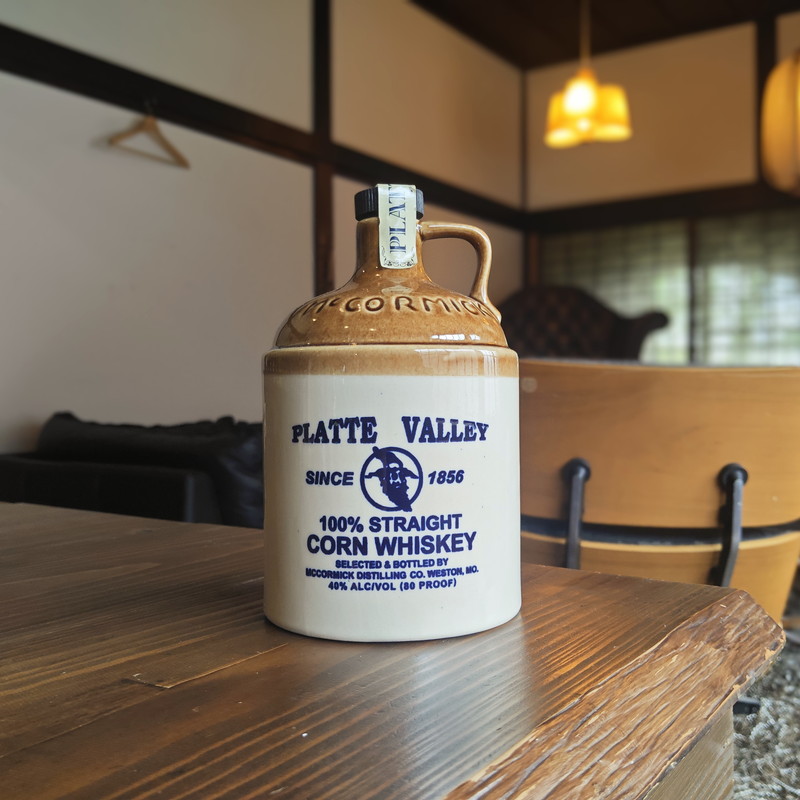 PLAT
McCORMICK
PLATTE VALLEY
SINCE 1856
100% STRAIGHT
CORN WHISKEY
SELECTED & BOTTLED BY
MCCORMICK DISTILLING CO. WESTON, MO.
40% ALC/VOL (80 PROOF)